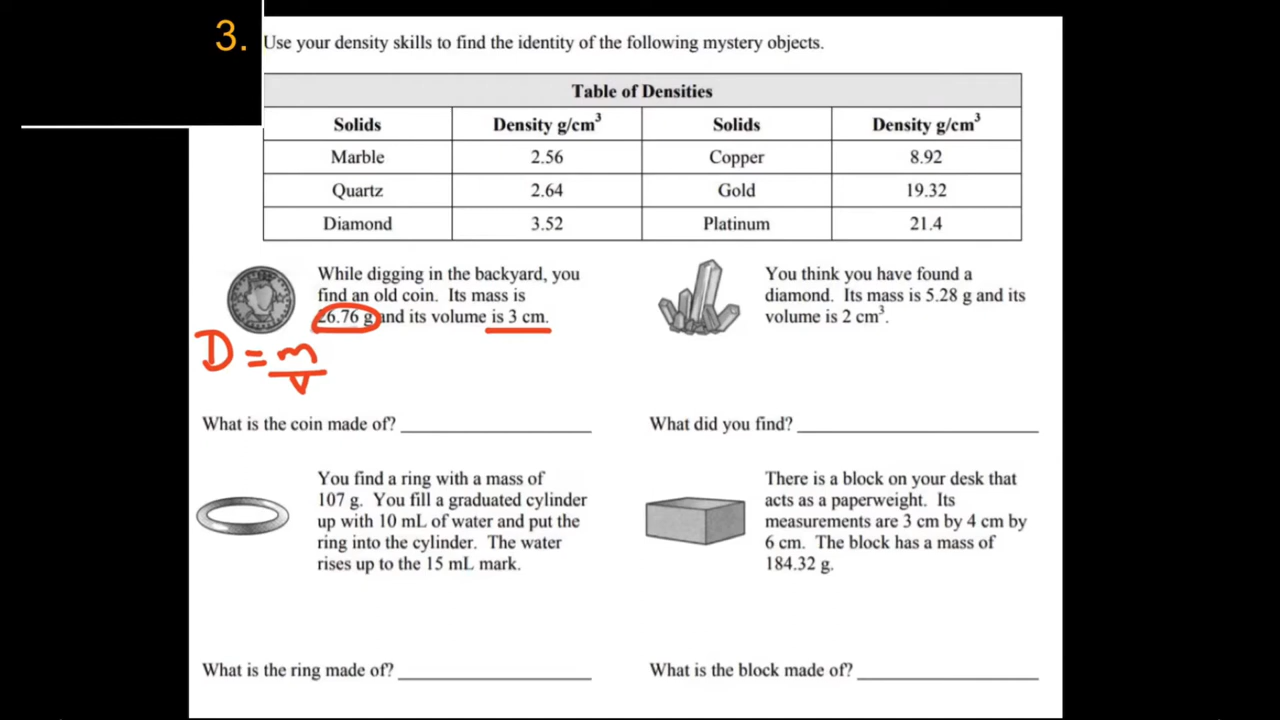 3.
Use your density skills to find the identity of the following mystery objects.
Table of Densities
Solids Density g/cm³ Solids Density g/cm³
Marble 2.56 Copper 8.92
Quartz 2.64 Gold 19.32
Diamond 3.52 Platinum 21.4
While digging in the backyard, you
find an old coin. Its mass is
26.76 g and its volume is 3 cm.
D = m
v
What is the coin made of?
You think you have found a
diamond. Its mass is 5.28 g and its
volume is 2 cm³.
What did you find?
You find a ring with a mass of
107 g. You fill a graduated cylinder
up with 10 mL of water and put the
ring into the cylinder. The water
rises up to the 15 mL mark.
What is the ring made of?
There is a block on your desk that
acts as a paperweight. Its
measurements are 3 cm by 4 cm by
6 cm. The block has a mass of
184.32 g.
What is the block made of?